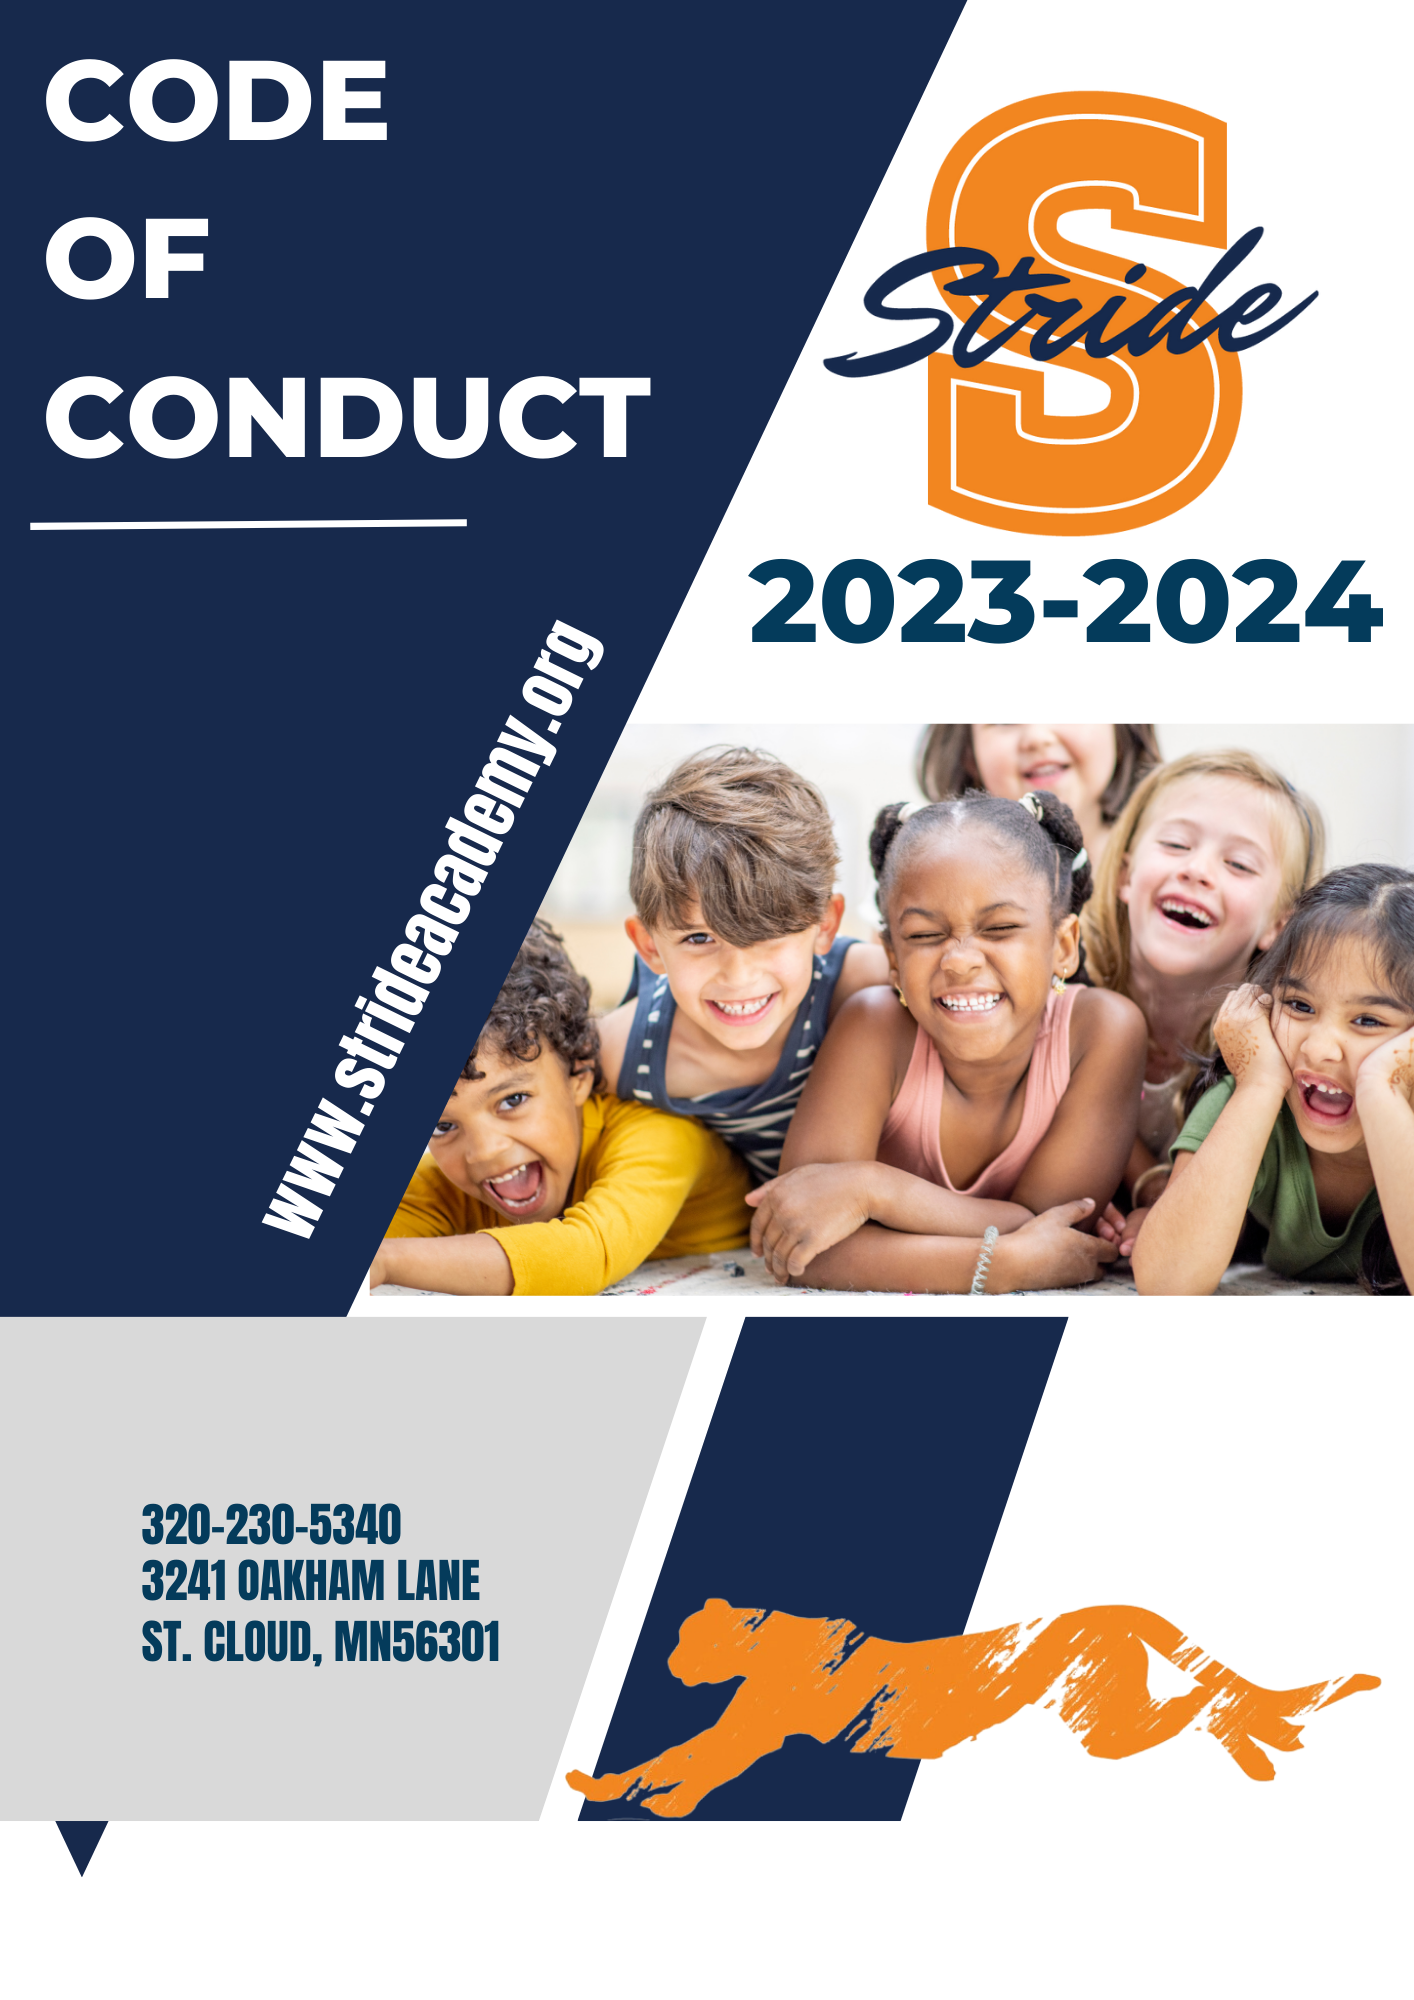 CODE
OF
CONDUCT
S
Stride
2023-2024
www.strideacademy.org
320-230-5340
3241 OAKHAM LANE
ST. CLOUD, MN56301